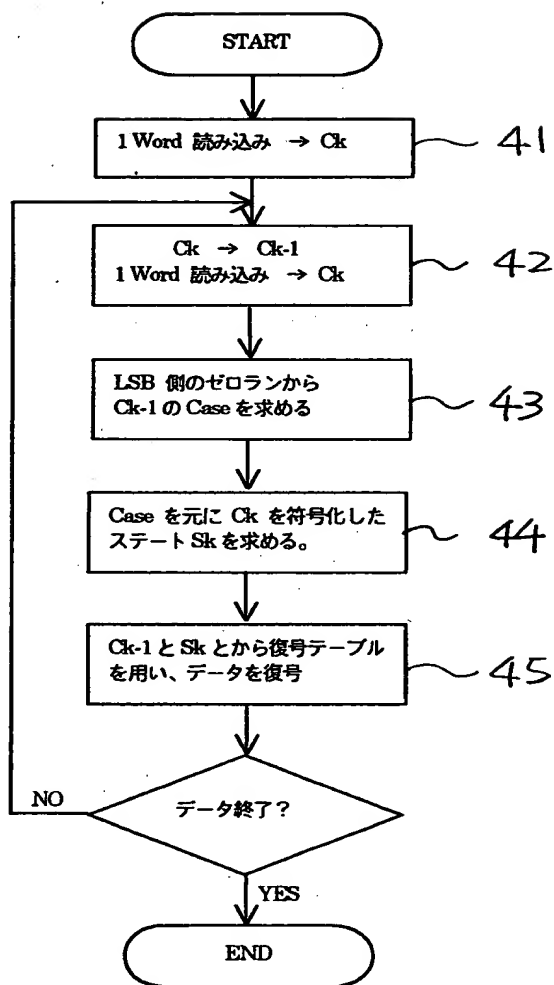 START
1 Word 読み込み → Ck
41
Ck → Ck-1
1 Word 読み込み → Ck
42
LSB 側のゼロランから
Ck-1 の Case を求める
43
Case を元に Ck を符号化した
ステート Sk を求める。
44
Ck-1 と Sk とから復号テーブル
を用い、データを復号
45
データ終了?
NO
YES
END